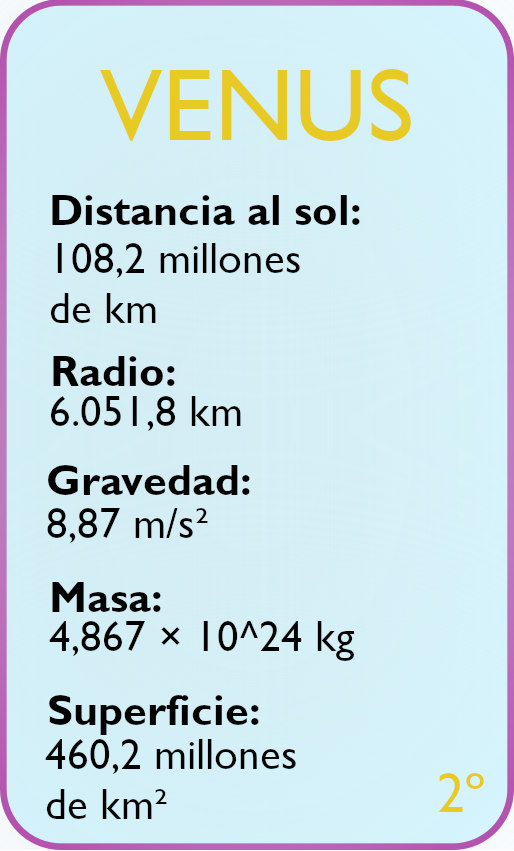 VENUS
Distancia al sol:
108,2 millones
de km
Radio:
6.051,8 km
Gravedad:
8,87 m/s²
Masa:
4,867 × 10^24 kg
Superficie:
460,2 millones
de km²
2º